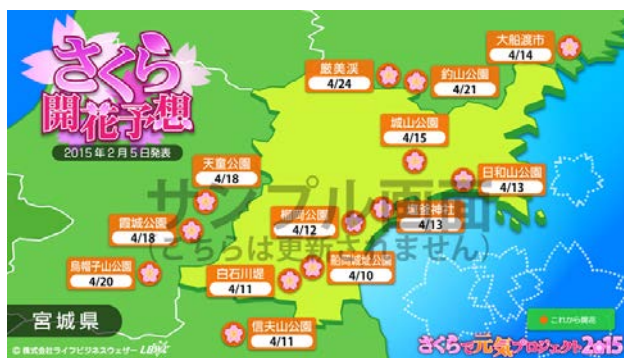 さくら
開花予想
2015年2月5日発表
大船渡市
4/14
厳美渓
4/24
釣山公園
4/21
城山公園
4/15
天童公園
4/18
日和山公園
4/13
サンプル画面
(こちらは更新されません)
榴岡公園
4/12
塩釜神社
4/13
霞城公園
4/18
烏帽子山公園
4/20
白石川堤
4/11
船岡城址公園
4/10
信夫山公園
4/11
宮城県
これから開花
© 株式会社ライフビジネスウェザー
さくらで元気プロジェクト2015